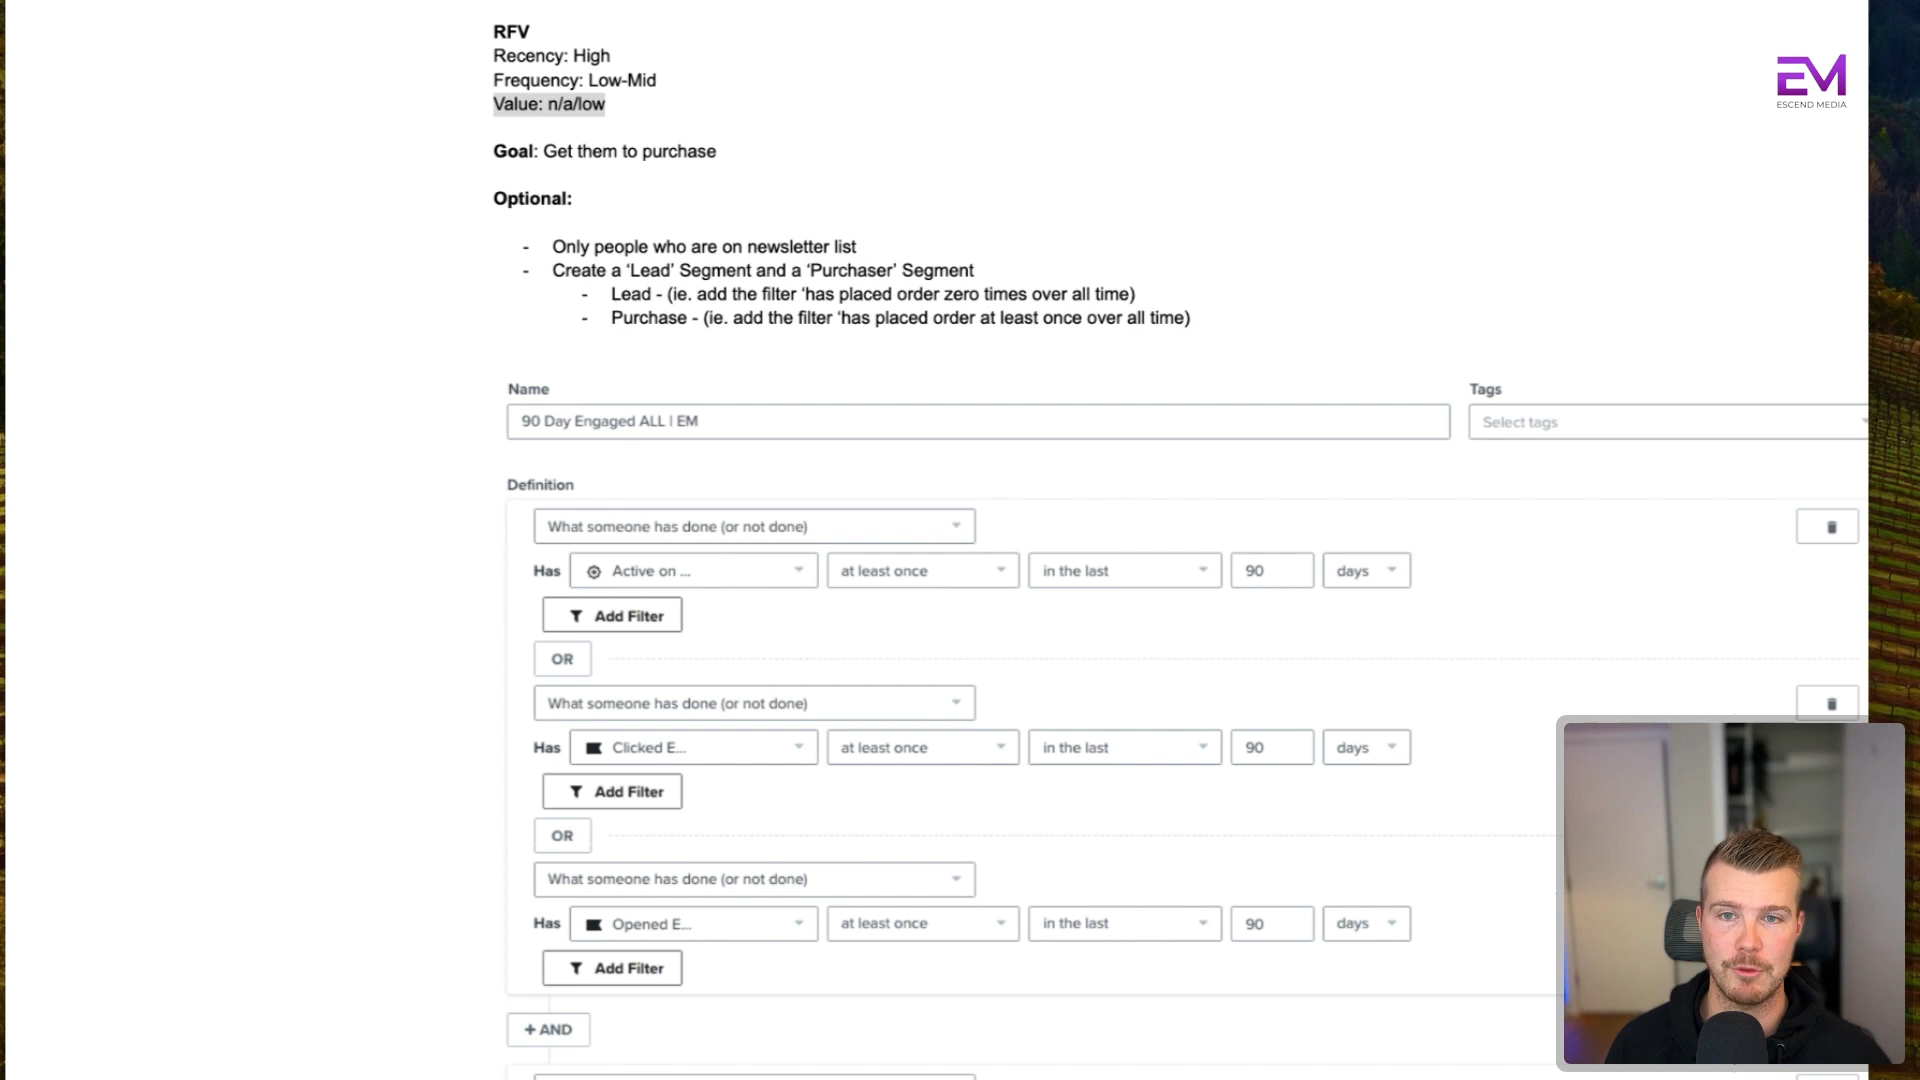 RFV
Recency: High
Frequency: Low-Mid
Value: n/a/low
EM
ESCEND MEDIA
Goal: Get them to purchase
Optional:
- Only people who are on newsletter list
- Create a ‘Lead’ Segment and a ‘Purchaser’ Segment
- Lead - (ie. add the filter ‘has placed order zero times over all time)
- Purchase - (ie. add the filter ‘has placed order at least once over all time)
Name
Tags
90 Day Engaged ALL | EM
Select tags
Definition
What someone has done (or not done)
Has Active on ... at least once in the last 90 days
Add Filter
OR
What someone has done (or not done)
Has Clicked E... at least once in the last 90 days
Add Filter
OR
What someone has done (or not done)
Has Opened E... at least once in the last 90 days
Add Filter
+ AND